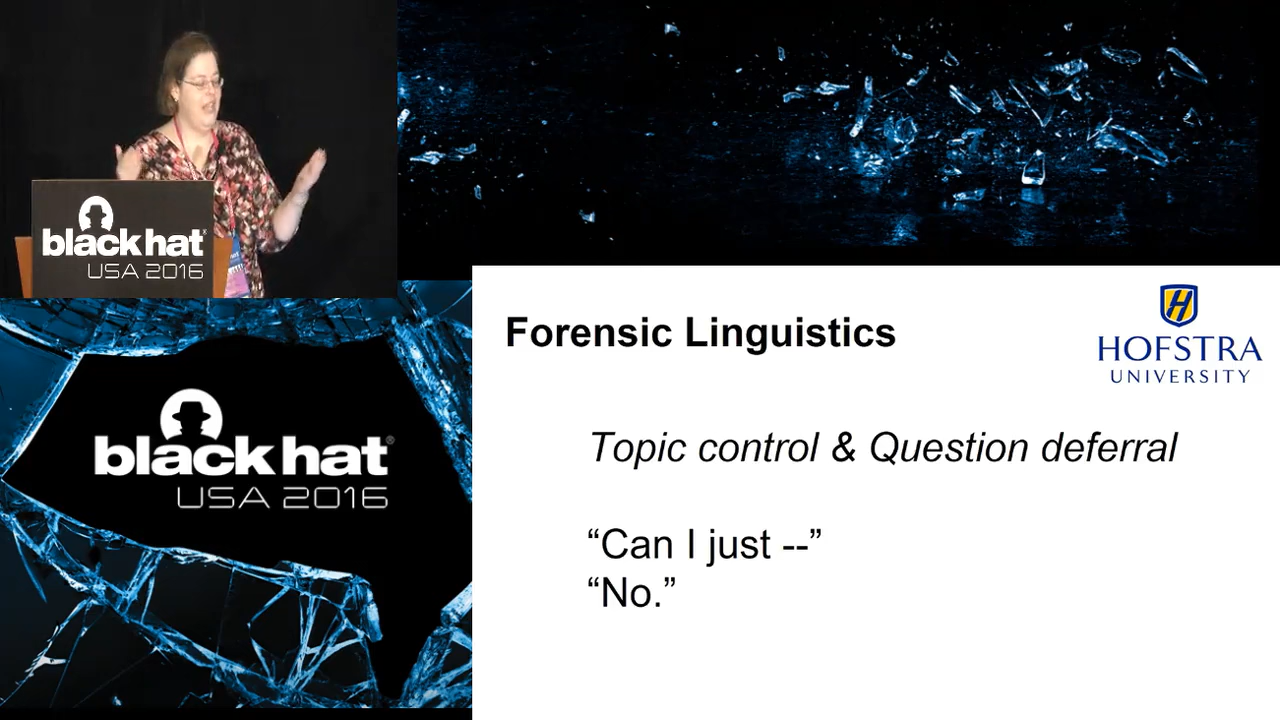 black hat
USA 2016
black hat®
USA 2016
Forensic Linguistics
HOFSTRA
UNIVERSITY
Topic control & Question deferral
“Can I just --”
“No.”